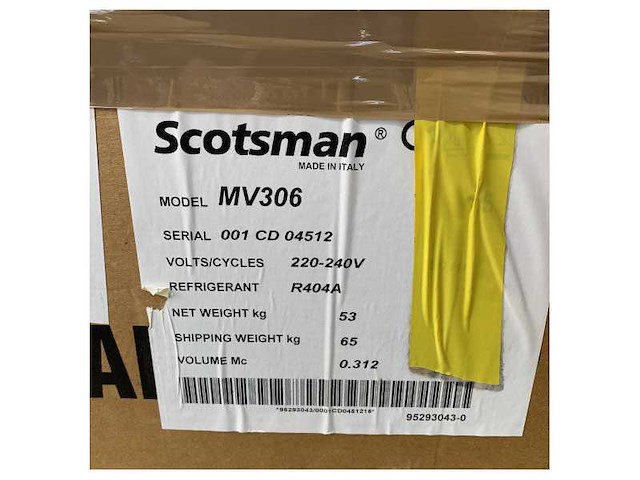 Scotsman ®
MADE IN ITALY
MODEL MV306
SERIAL 001 CD 04512
VOLTS/CYCLES 220-240V
REFRIGERANT R404A
NET WEIGHT kg 53
SHIPPING WEIGHT kg 65
VOLUME Mc 0.312
95293043-0